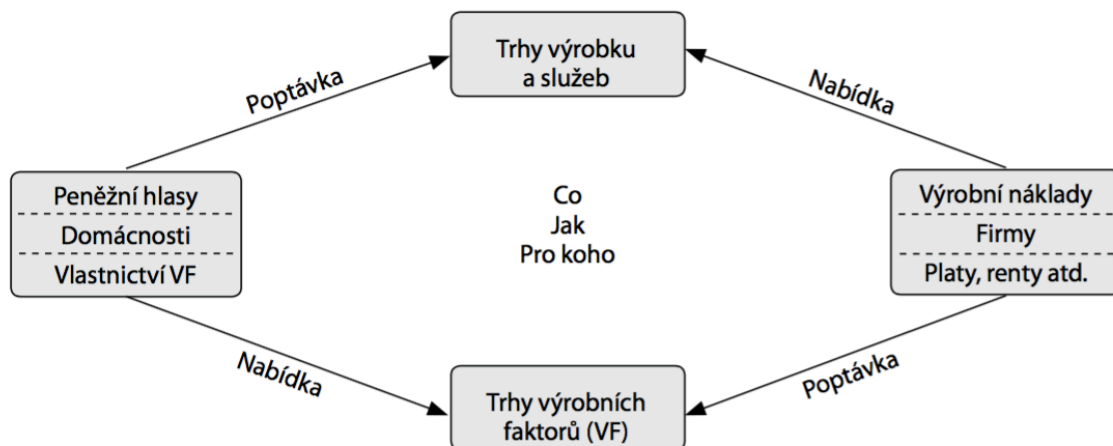 Trhy výrobku
a služeb
Poptávka
Nabídka
Peněžní hlasy
Domácnosti
Vlastnictví VF
Co
Jak
Pro koho
Výrobní náklady
Firmy
Platy, renty atd.
Nabídka
Poptávka
Trhy výrobních
faktorů (VF)